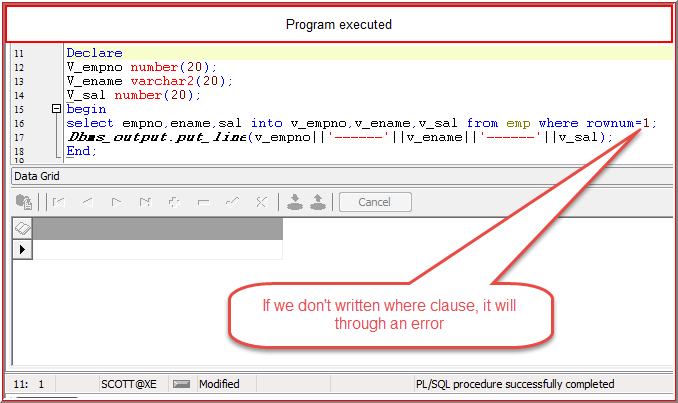 Program executed
11 Declare
12 V_empno number(20);
13 V_ename varchar2(20);
14 V_sal number(20);
15 begin
16 select empno,ename,sal into v_empno,v_ename,v_sal from emp where rownum=1;
17 Dbms_output.put_line(v_empno||'------'||v_ename||'------'||v_sal);
18 End;
19
Data Grid
Cancel
If we don't written where clause, it will
through an error
11: 1 SCOTT@XE Modified PL/SQL procedure successfully completed